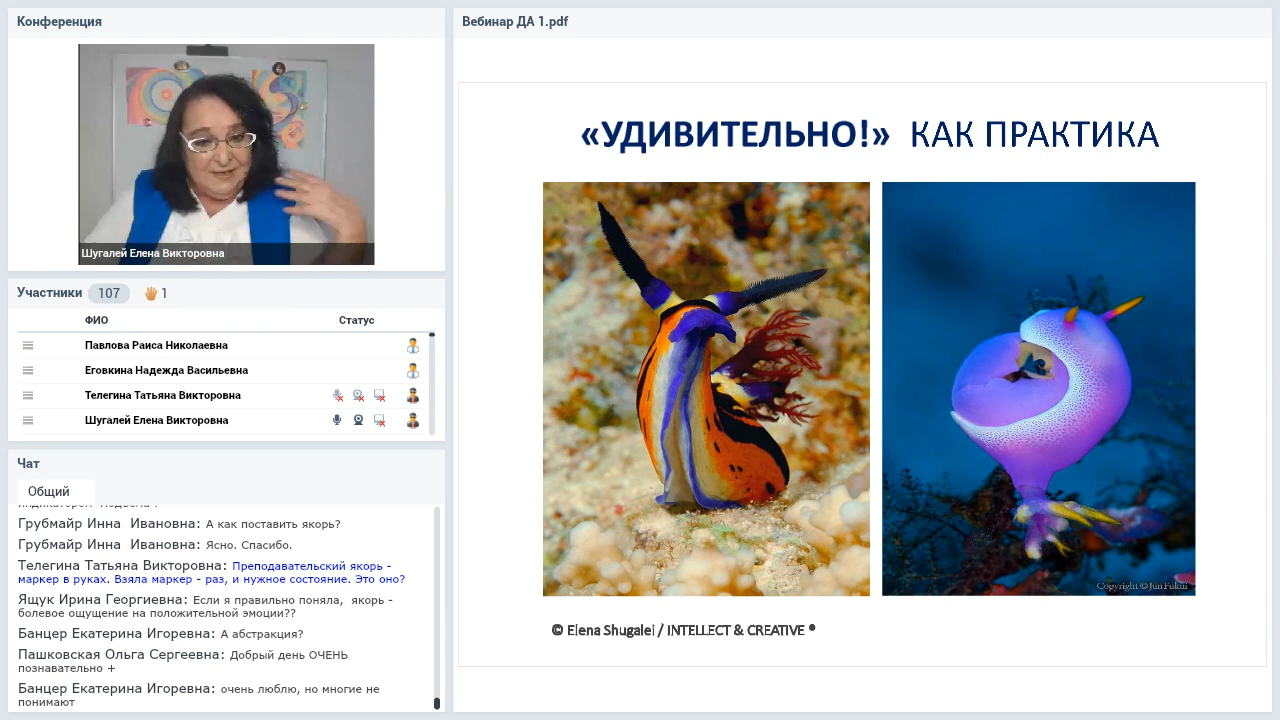 Конференция
Шугалей Елена Викторовна
Участники 107 1
ФИО Статус
Павлова Раиса Николаевна
Еговкина Надежда Васильевна
Телегина Татьяна Викторовна
Шугалей Елена Викторовна
Чат
Общий
Грубмайр Инна Ивановна: А как поставить якорь?
Грубмайр Инна Ивановна: Ясно. Спасибо.
Телегина Татьяна Викторовна: Преподавательский якорь -
маркер в руках. Взяла маркер - раз, и нужное состояние. Это оно?
Ящук Ирина Георгиевна: Если я правильно поняла, якорь -
болевое ощущение на положительной эмоции??
Банцер Екатерина Игоревна: А абстракция?
Пашковская Ольга Сергеевна: Добрый день ОЧЕНЬ
познавательно +
Банцер Екатерина Игоревна: очень люблю, но многие не
понимают
Вебинар ДА 1.pdf
«УДИВИТЕЛЬНО!» КАК ПРАКТИКА
Copyright © Jun Fukui
© Elena Shugalei / INTELLECT & CREATIVE ®